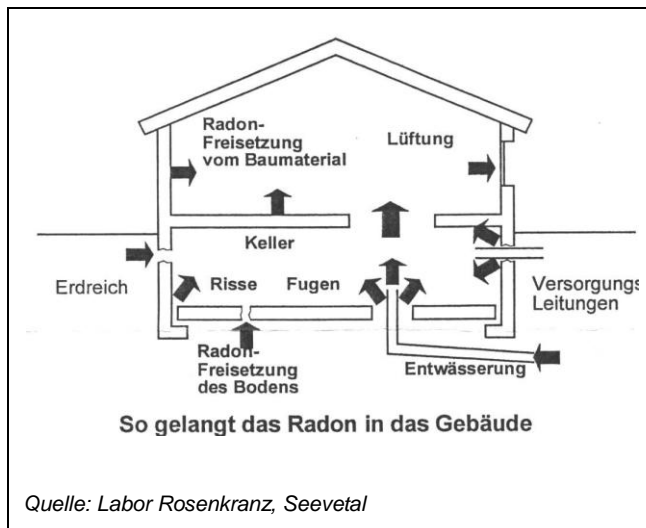 Radon-
Freisetzung
vom Baumaterial
Lüftung
Keller
Erdreich
Risse
Fugen
Versorgungs
Leitungen
Radon-
Freisetzung
des Bodens
Entwässerung
So gelangt das Radon in das Gebäude
Quelle: Labor Rosenkranz, Seevetal